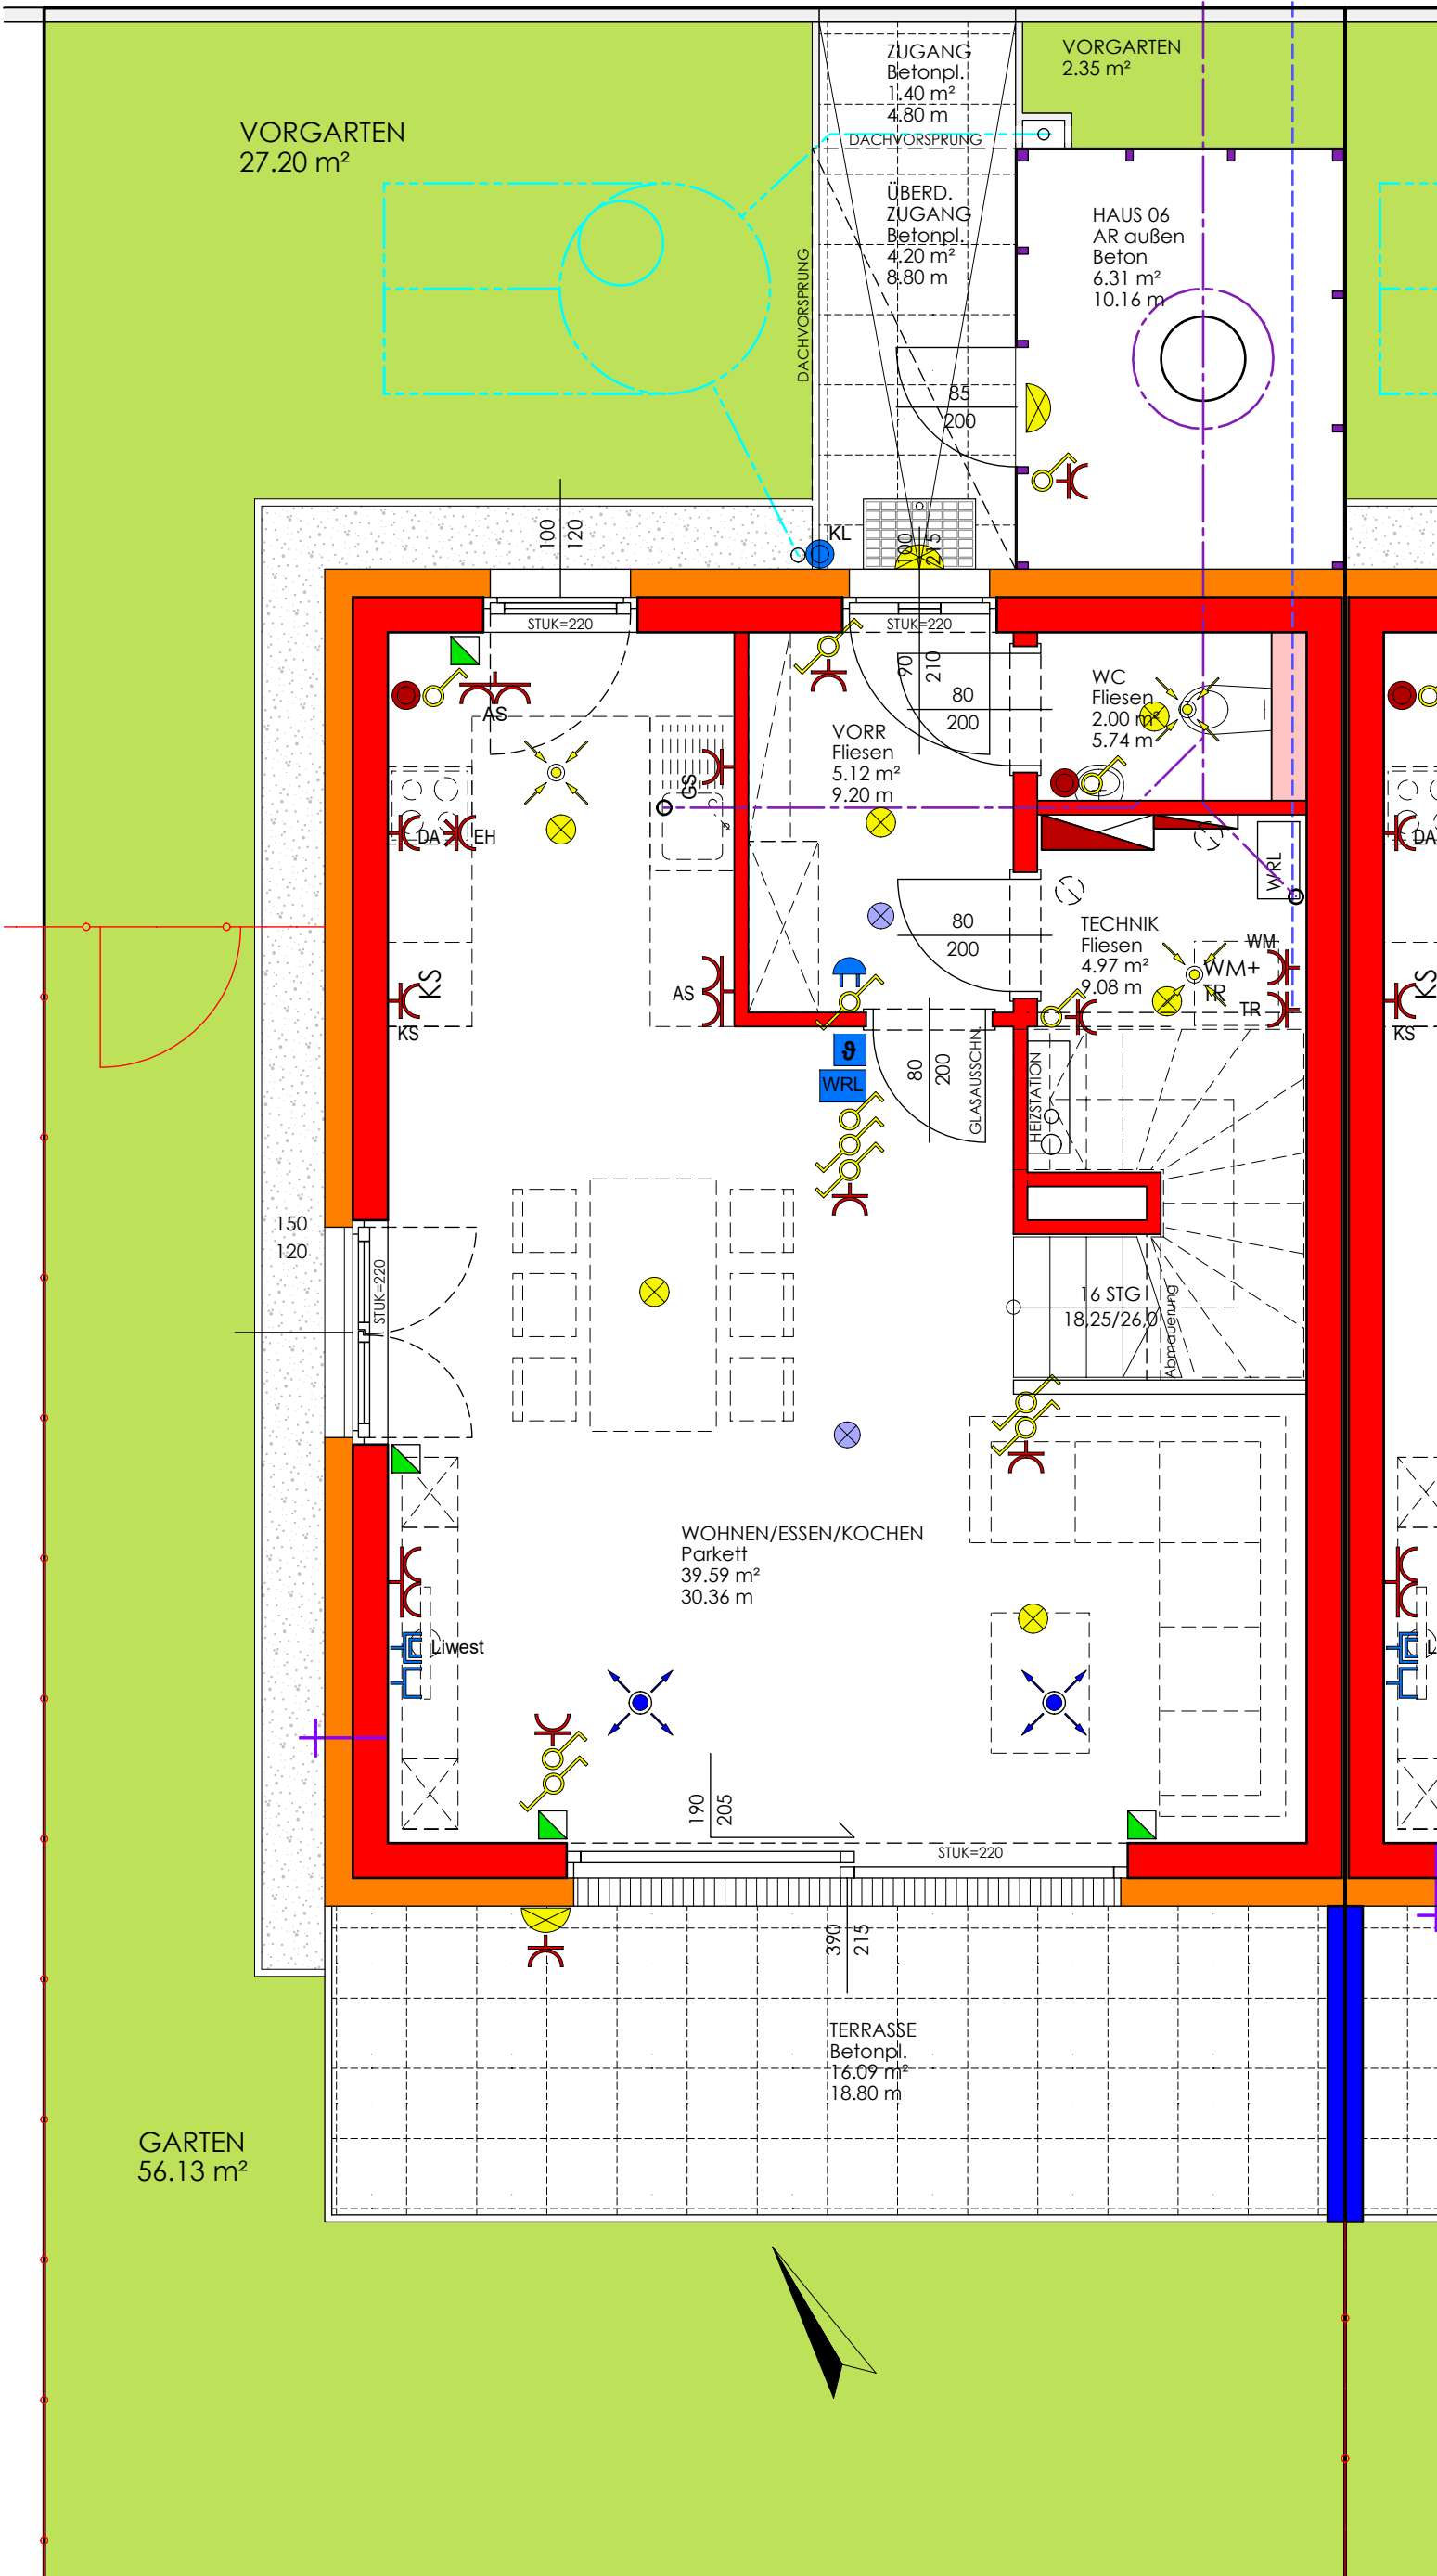 ZUGANG
Betonpl.
1.40 m²
4.80 m
VORGARTEN
2.35 m²
VORGARTEN
27.20 m²
DACHVORSPRUNG
ÜBERD.
ZUGANG
Betonpl.
4.20 m²
8.80 m
HAUS 06
AR außen
Beton
6.31 m²
10.16 m
DACHVORSPRUNG
85
200
100
120
KL
215
STUK=220
STUK=220
90
210
80
200
WC
Fliesen
2.00 m²
5.74 m
AS
VORR
Fliesen
5.12 m²
9.20 m
GS
DA
EH
DA
WRL
80
200
TECHNIK
Fliesen
4.97 m²
9.08 m
WM
WM+
TR
TR
KS
KS
AS
KS
KS
ϑ
WRL
80
200
GLASAUSSCHN
HEIZSTATION
150
120
STUK=220
16 STG
18,25/26,0
Abmauerung
WOHNEN/ESSEN/KOCHEN
Parkett
39.59 m²
30.36 m
Liwest
190
205
STUK=220
390
215
TERRASSE
Betonpl.
16.09 m²
18.80 m
GARTEN
56.13 m²